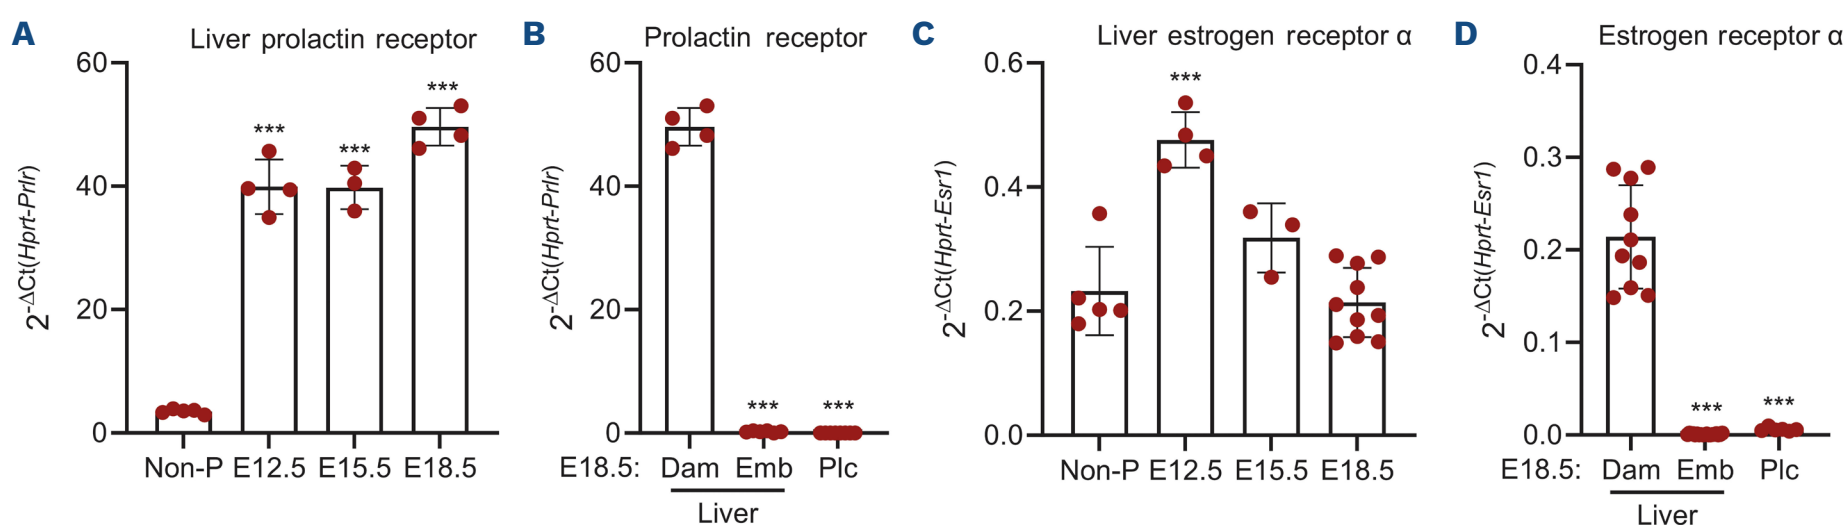 A
Liver prolactin receptor
2^-ΔCt(Hprt-Prlr)
60
40
20
0
***
***
***
Non-P E12.5 E15.5 E18.5
B
Prolactin receptor
2^-ΔCt(Hprt-Prlr)
60
40
20
0
***
***
E18.5: Dam Emb Plc
Liver
C
Liver estrogen receptor α
2^-ΔCt(Hprt-Esr1)
0.6
0.4
0.2
0.0
***
Non-P E12.5 E15.5 E18.5
D
Estrogen receptor α
2^-ΔCt(Hprt-Esr1)
0.4
0.3
0.2
0.1
0.0
***
***
E18.5: Dam Emb Plc
Liver